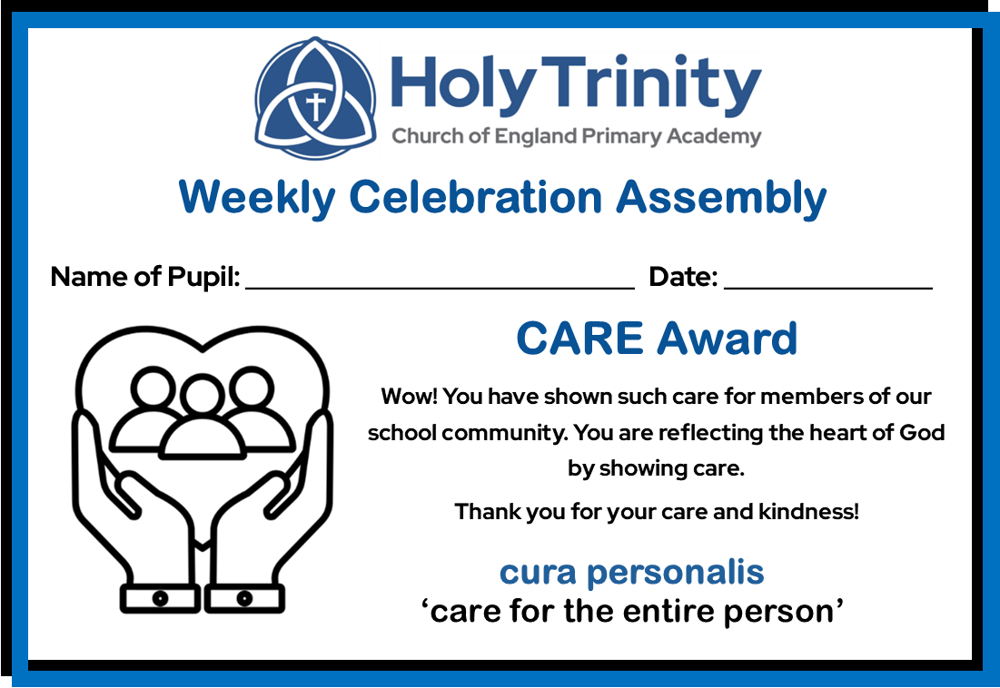 Holy Trinity
Church of England Primary Academy
Weekly Celebration Assembly
Name of Pupil: ____________________________ Date: _______________
CARE Award
Wow! You have shown such care for members of our
school community. You are reflecting the heart of God
by showing care.
Thank you for your care and kindness!
cura personalis
‘care for the entire person’